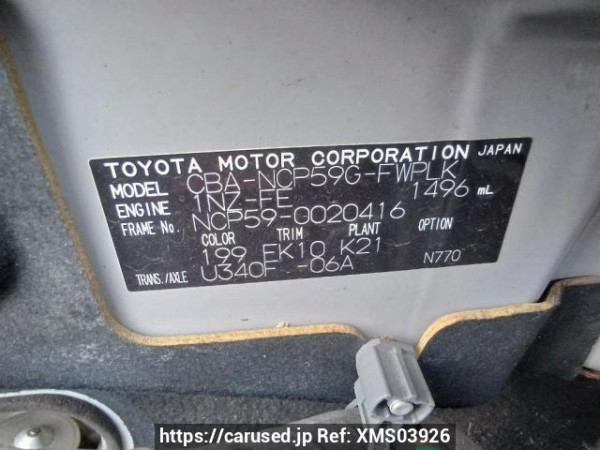 TOYOTA MOTOR CORPORATION JAPAN
MODEL CBA-NCP59G-FWPLK
ENGINE 1NZ-FE 1496 mL
FRAME No. NCP59-0020416
COLOR TRIM PLANT OPTION
199 EK10 K21
TRANS./AXLE U340F -06A N770
https://carused.jp Ref: XMS03926